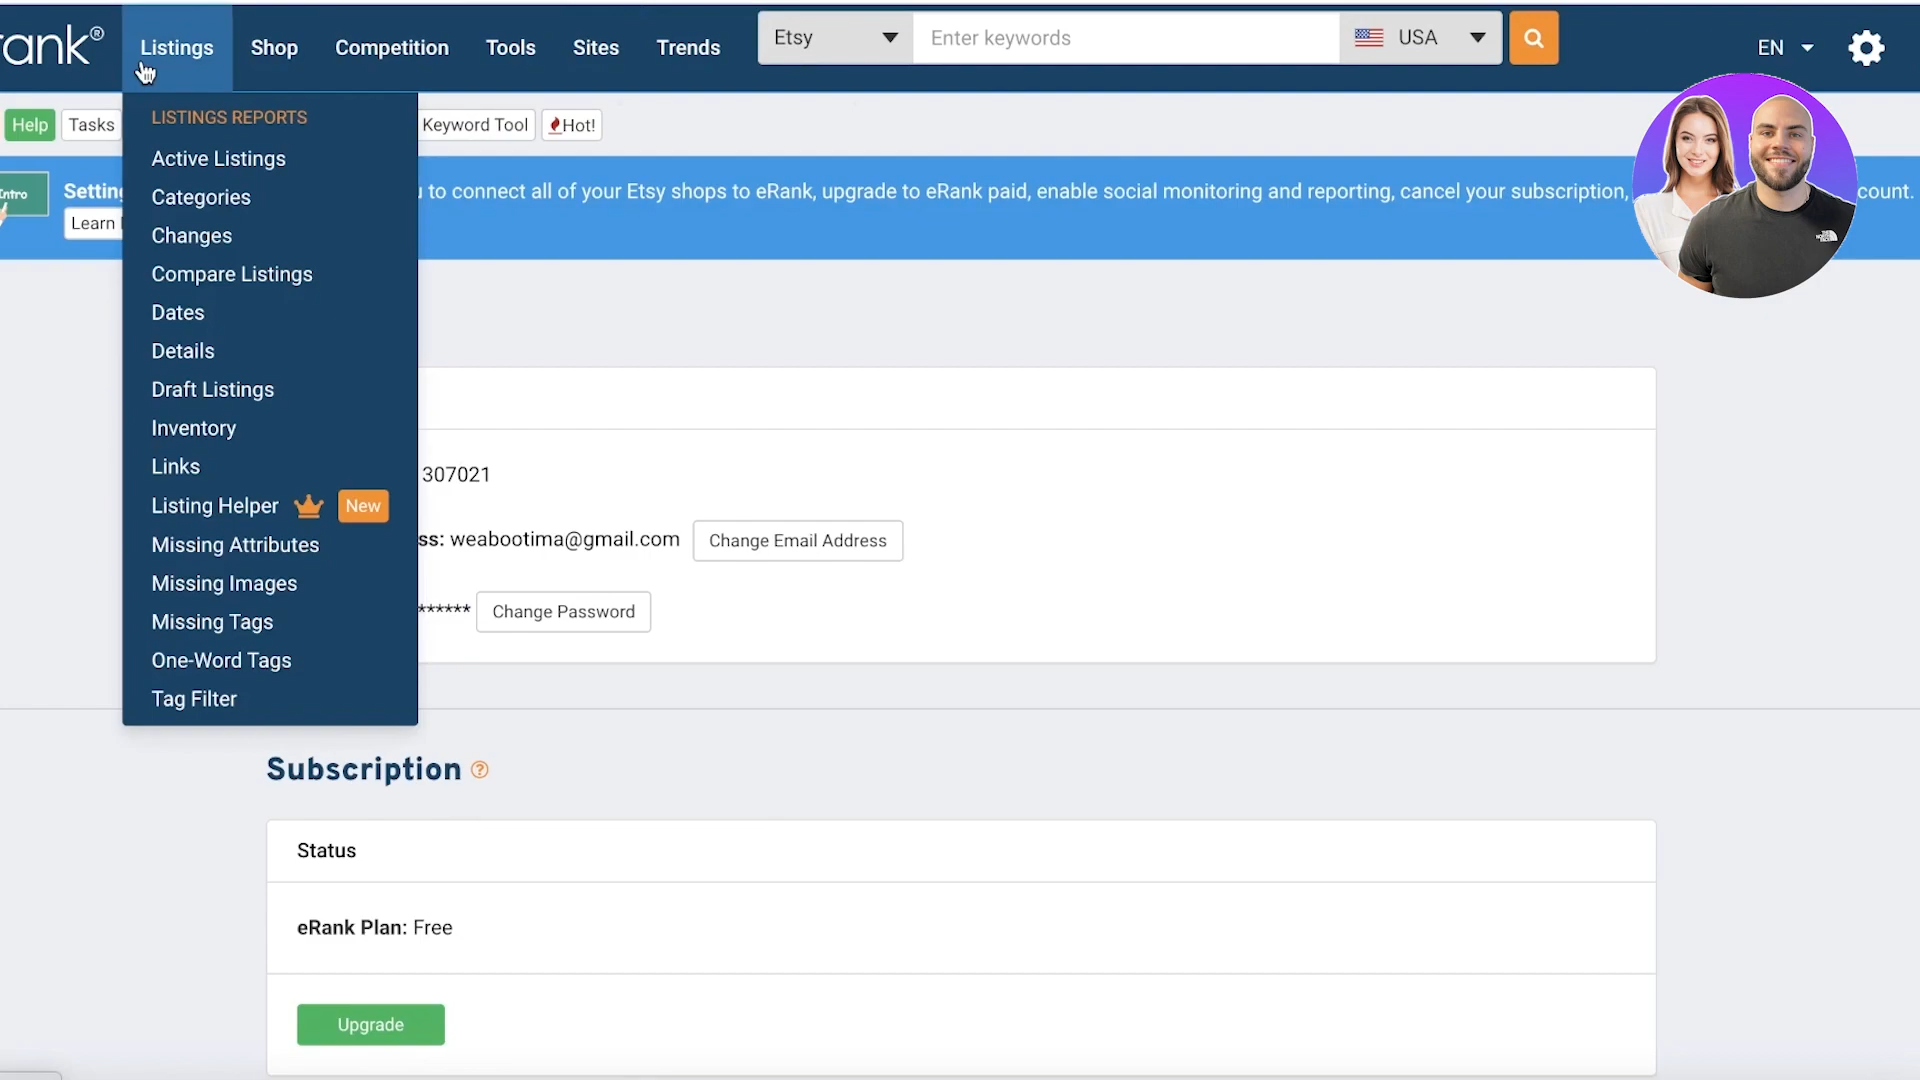 rank®
Listings
Shop
Competition
Tools
Sites
Trends
Etsy
Enter keywords
USA
EN
LISTINGS REPORTS
Active Listings
Categories
Changes
Compare Listings
Dates
Details
Draft Listings
Inventory
Links
Listing Helper New
Missing Attributes
Missing Images
Missing Tags
One-Word Tags
Tag Filter
Help
Tasks
Keyword Tool
Hot!
Intro
Setting
to connect all of your Etsy shops to eRank, upgrade to eRank paid, enable social monitoring and reporting, cancel your subscription, count.
Learn
307021
ss: weabootima@gmail.com Change Email Address
****** Change Password
Subscription ?
Status
eRank Plan: Free
Upgrade